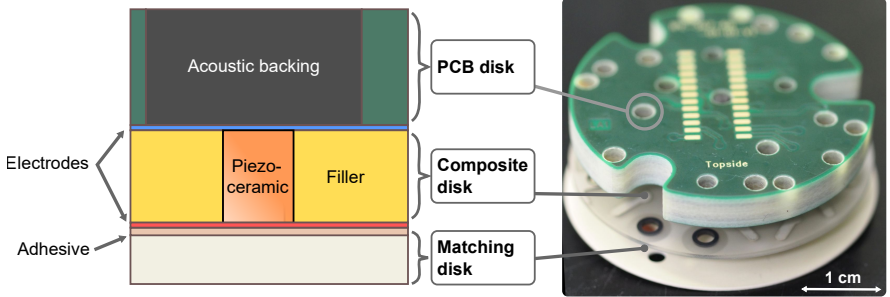 Acoustic backing
PCB disk
Electrodes
Piezo-
ceramic
Filler
Composite
disk
Adhesive
Matching
disk
Topside
1 cm